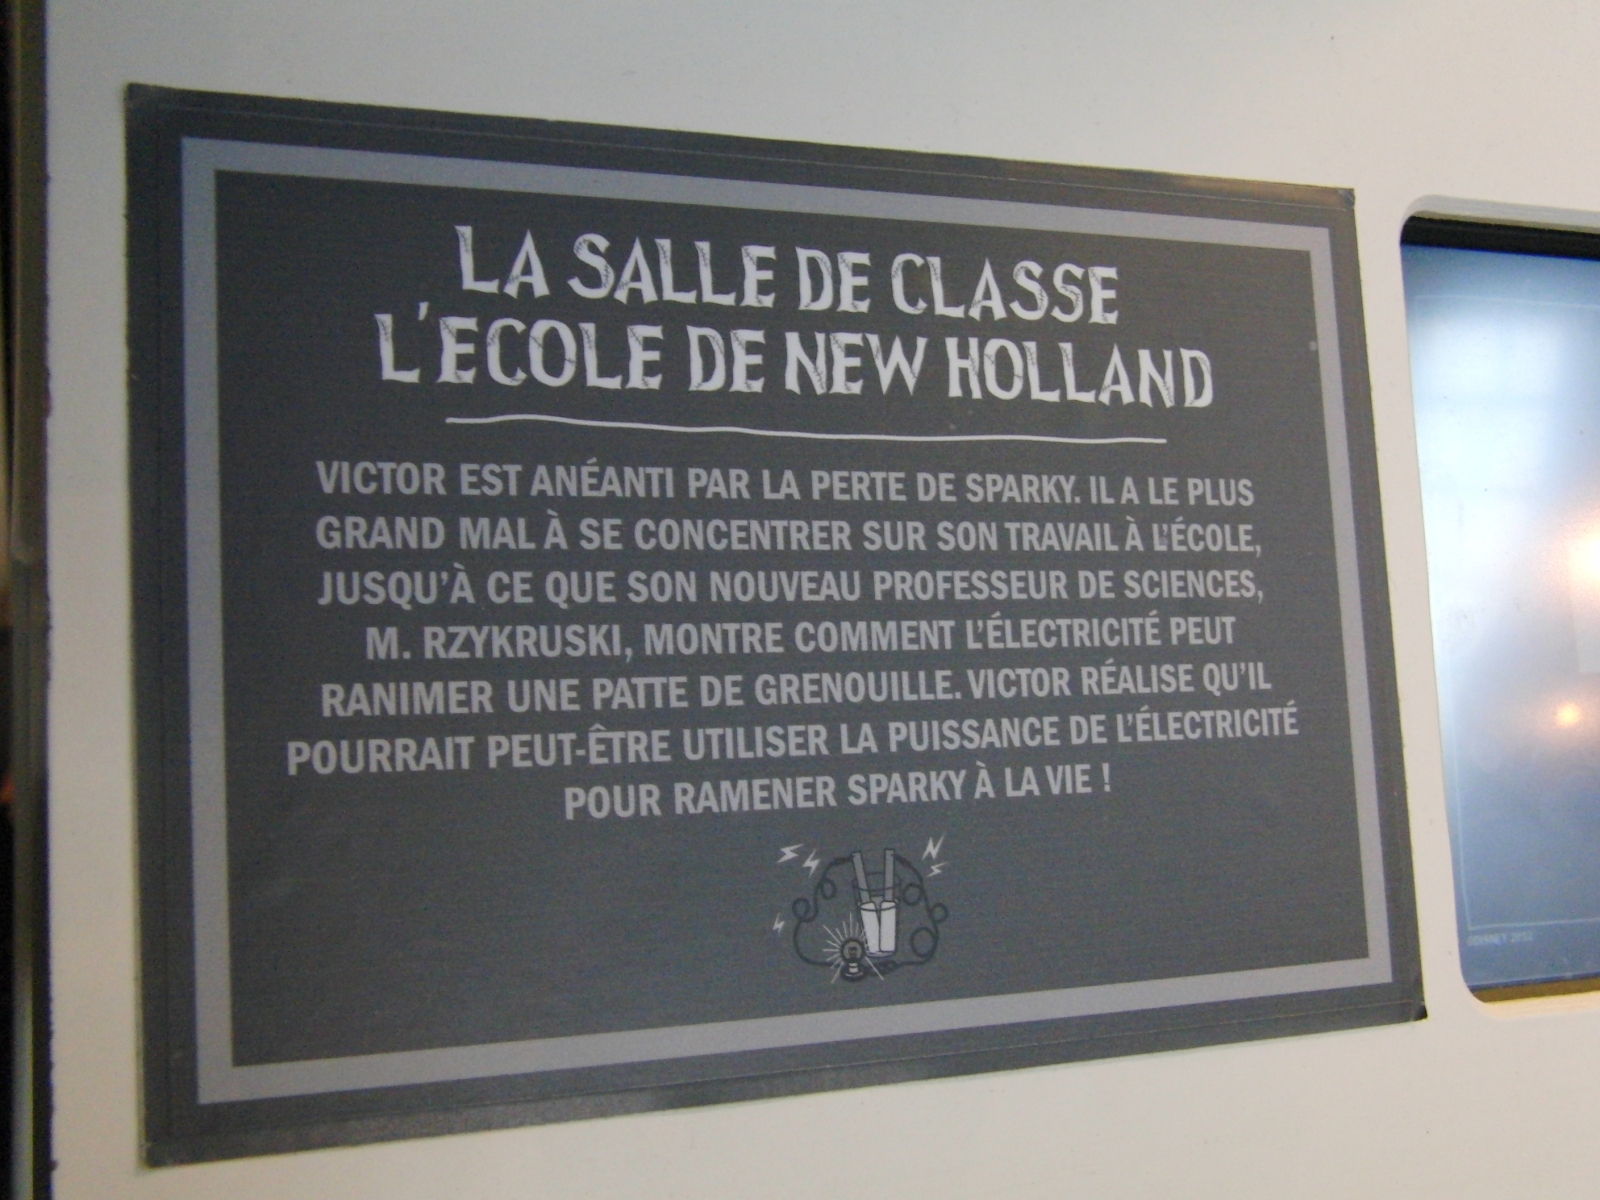 LA SALLE DE CLASSE
L'ECOLE DE NEW HOLLAND
VICTOR EST ANÉANTI PAR LA PERTE DE SPARKY. IL A LE PLUS
GRAND MAL À SE CONCENTRER SUR SON TRAVAIL À L'ÉCOLE,
JUSQU'À CE QUE SON NOUVEAU PROFESSEUR DE SCIENCES,
M. RZYKRUSKI, MONTRE COMMENT L'ÉLECTRICITÉ PEUT
RANIMER UNE PATTE DE GRENOUILLE. VICTOR RÉALISE QU'IL
POURRAIT PEUT-ÊTRE UTILISER LA PUISSANCE DE L'ÉLECTRICITÉ
POUR RAMENER SPARKY À LA VIE !
©DISNEY 2012